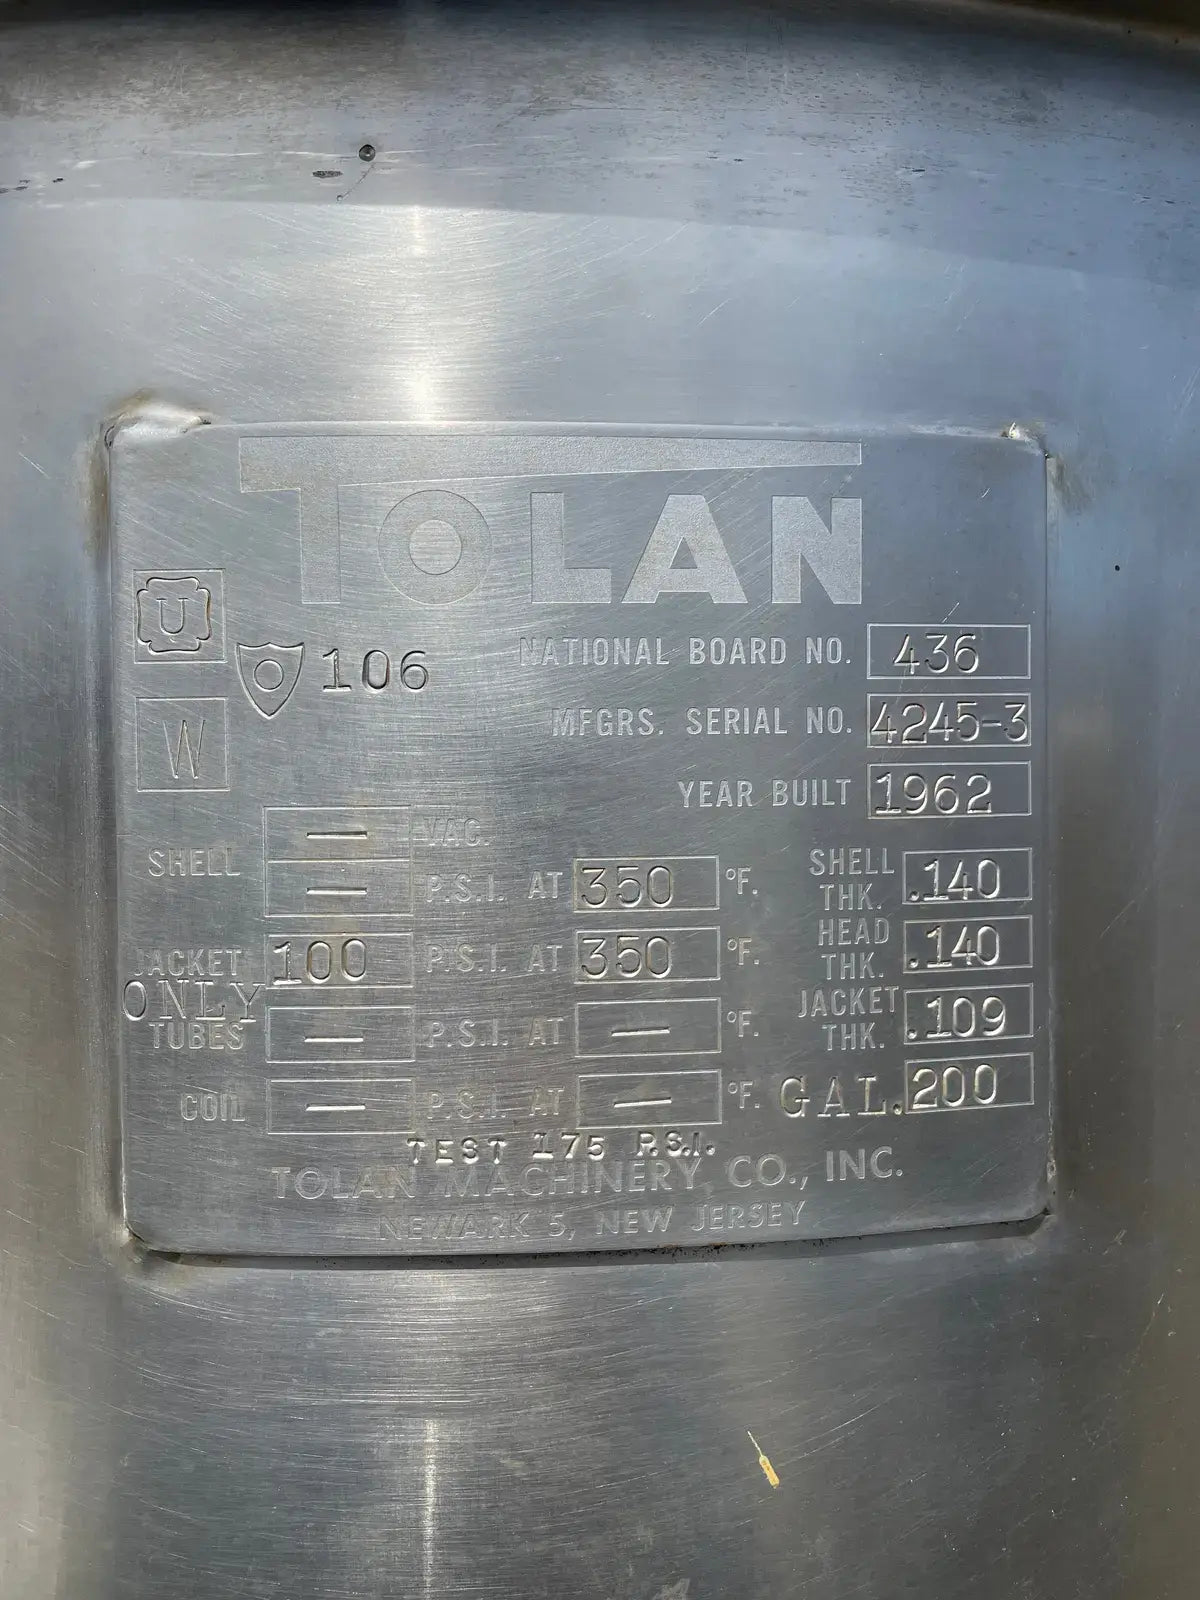 TOLAN
U
106
NATIONAL BOARD NO. 436
W
MFGRS. SERIAL NO. 4245-3
YEAR BUILT 1962
SHELL — VAC.
— P.S.I. AT 350 °F.
SHELL THK. .140
JACKET ONLY 100 P.S.I. AT 350 °F.
HEAD THK. .140
TUBES — P.S.I. AT — °F.
JACKET THK. .109
COIL — P.S.I. AT — °F.
GAL. 200
TEST 175 P.S.I.
TOLAN MACHINERY CO., INC.
NEWARK 5, NEW JERSEY